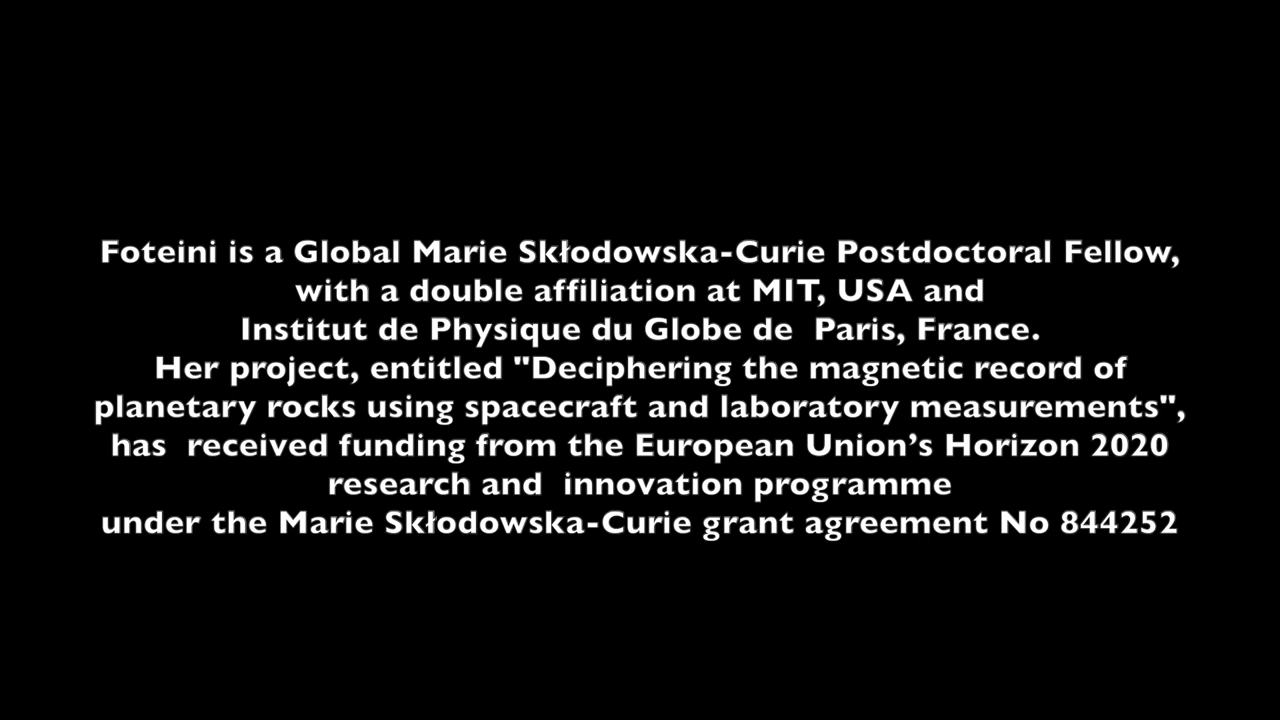 Foteini is a Global Marie Skłodowska-Curie Postdoctoral Fellow,
with a double affiliation at MIT, USA and
Institut de Physique du Globe de  Paris, France.
Her project, entitled "Deciphering the magnetic record of
planetary rocks using spacecraft and laboratory measurements",
has  received funding from the European Union’s Horizon 2020
research and  innovation programme
under the Marie Skłodowska-Curie grant agreement No 844252